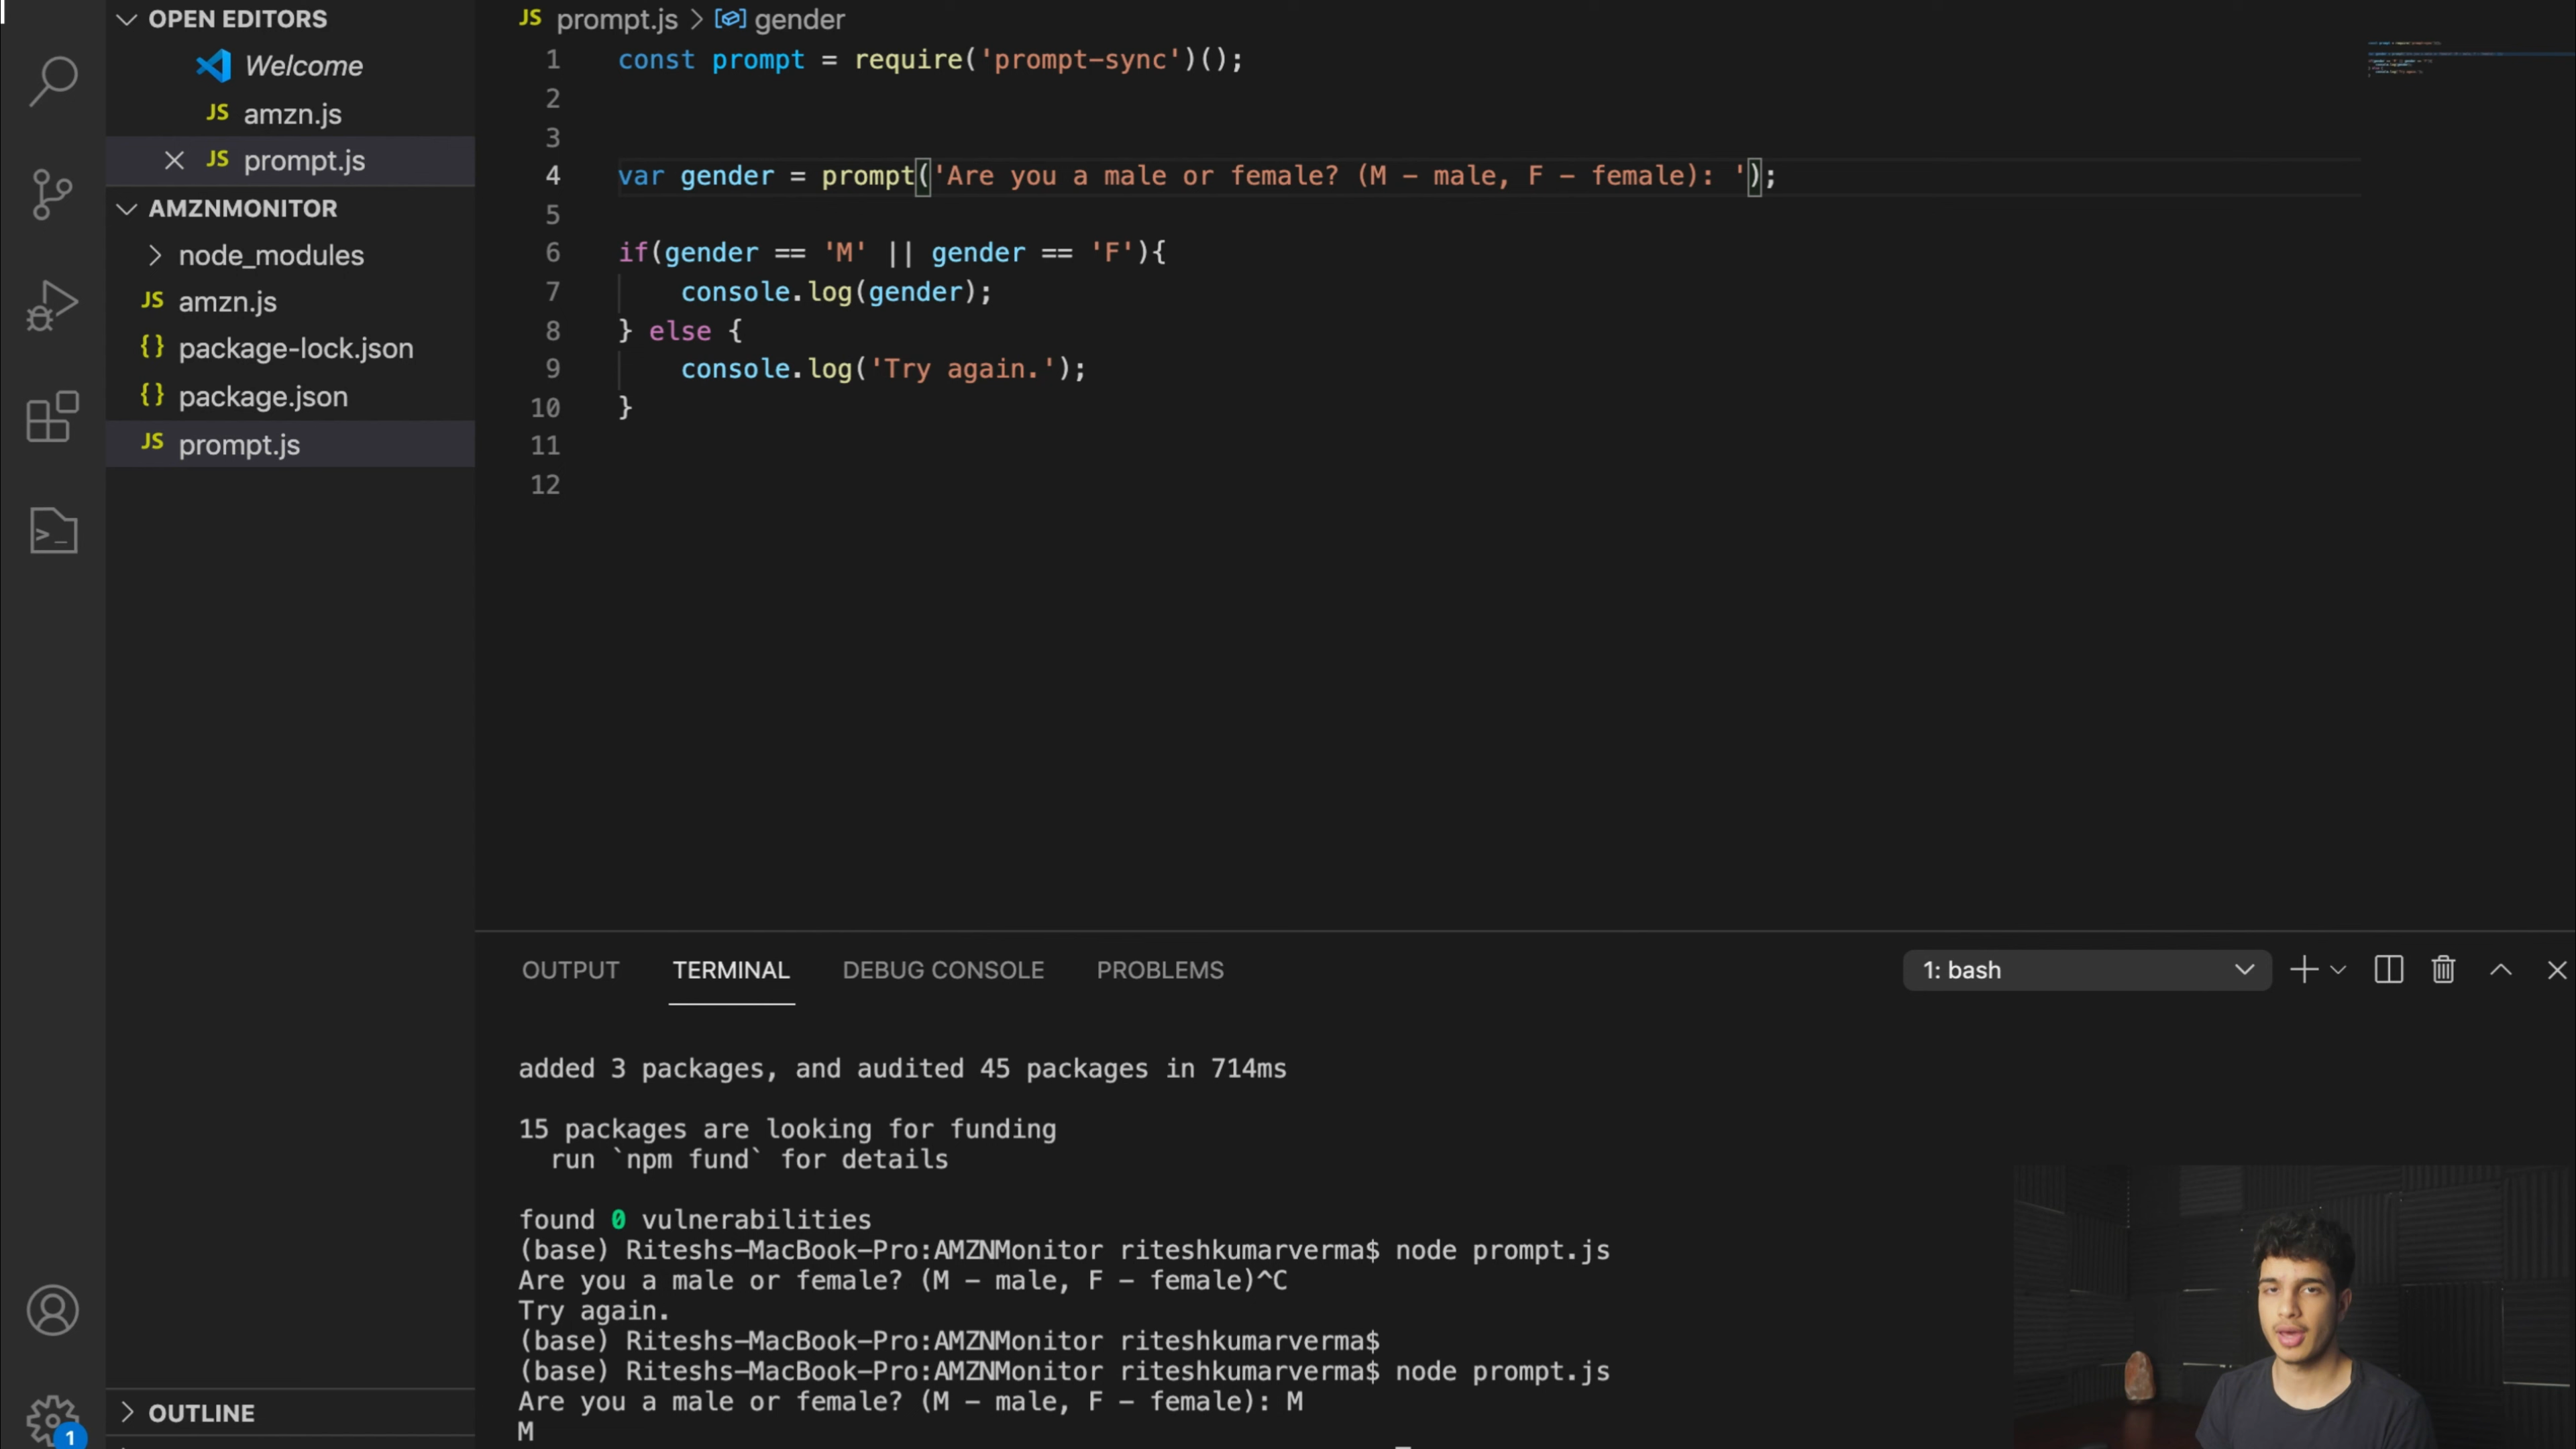 OPEN EDITORS
Welcome
JS amzn.js
JS prompt.js
AMZNMONITOR
node_modules
JS amzn.js
{} package-lock.json
{} package.json
JS prompt.js
OUTLINE
1
JS prompt.js > gender
1 const prompt = require('prompt-sync')();
2
3
4 var gender = prompt('Are you a male or female? (M - male, F - female): ');
5
6 if(gender == 'M' || gender == 'F'){
7 console.log(gender);
8 } else {
9 console.log('Try again.');
10 }
11
12
OUTPUT TERMINAL DEBUG CONSOLE PROBLEMS 1: bash
added 3 packages, and audited 45 packages in 714ms
15 packages are looking for funding
run `npm fund` for details
found 0 vulnerabilities
(base) Riteshs-MacBook-Pro:AMZNMonitor riteshkumarverma$ node prompt.js
Are you a male or female? (M - male, F - female)^C
Try again.
(base) Riteshs-MacBook-Pro:AMZNMonitor riteshkumarverma$
(base) Riteshs-MacBook-Pro:AMZNMonitor riteshkumarverma$ node prompt.js
Are you a male or female? (M - male, F - female): M
M